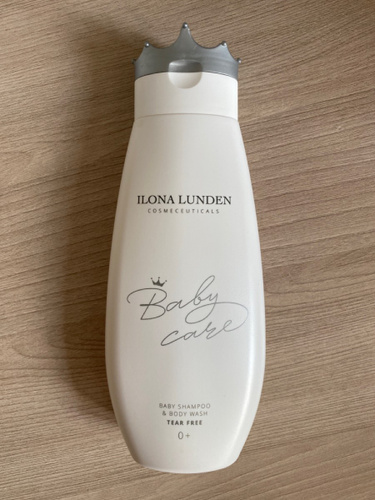 ILONA LUNDEN
COSMECEUTICALS
Baby
care
BABY SHAMPOO
& BODY WASH
TEAR FREE
0+